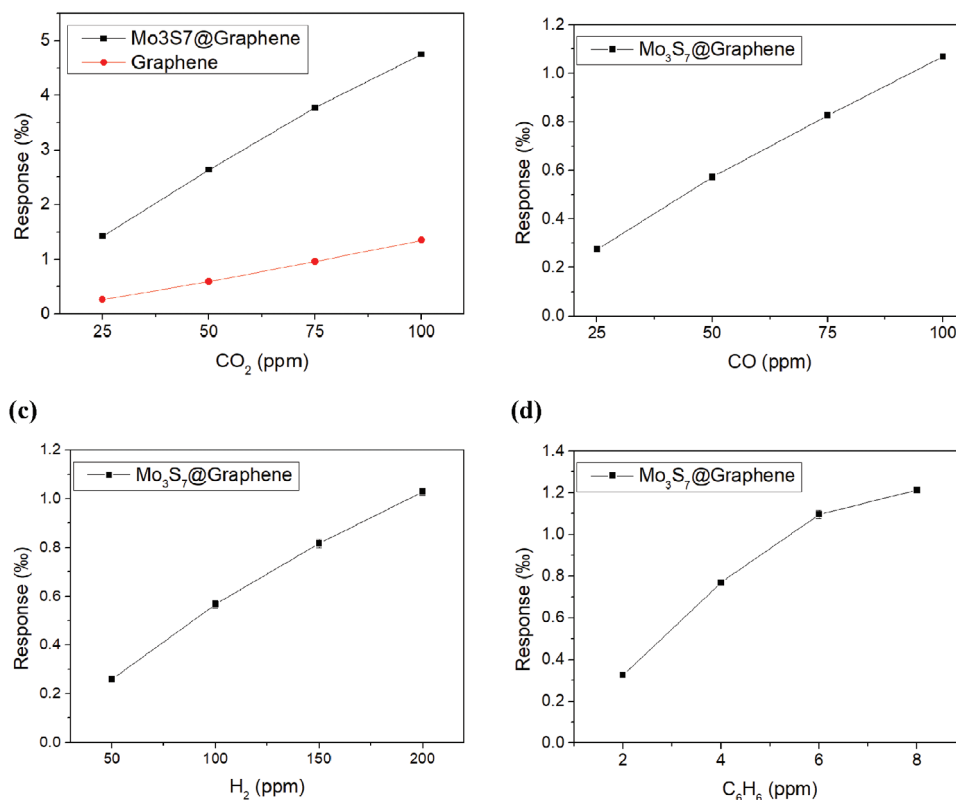 Mo3S7@Graphene
Graphene
Response (‰)
5
4
3
2
1
0
25 50 75 100
CO₂ (ppm)
Mo₃S₇@Graphene
Response (‰)
1.2
1.0
0.8
0.6
0.4
0.2
0.0
25 50 75 100
CO (ppm)
(c)
Mo₃S₇@Graphene
Response (‰)
1.2
1.0
0.8
0.6
0.4
0.2
0.0
50 100 150 200
H₂ (ppm)
(d)
Mo₃S₇@Graphene
Response (‰)
1.4
1.2
1.0
0.8
0.6
0.4
0.2
0.0
2 4 6 8
C₆H₆ (ppm)